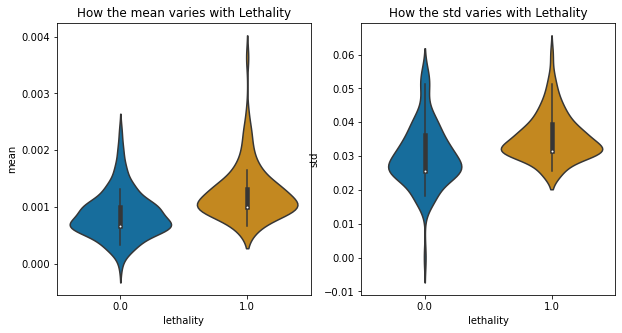 How the mean varies with Lethality
0.004
0.003
0.002
0.001
0.000
mean
0.0 1.0
lethality
How the std varies with Lethality
0.06
0.05
0.04
0.03
0.02
0.01
0.00
−0.01
std
0.0 1.0
lethality